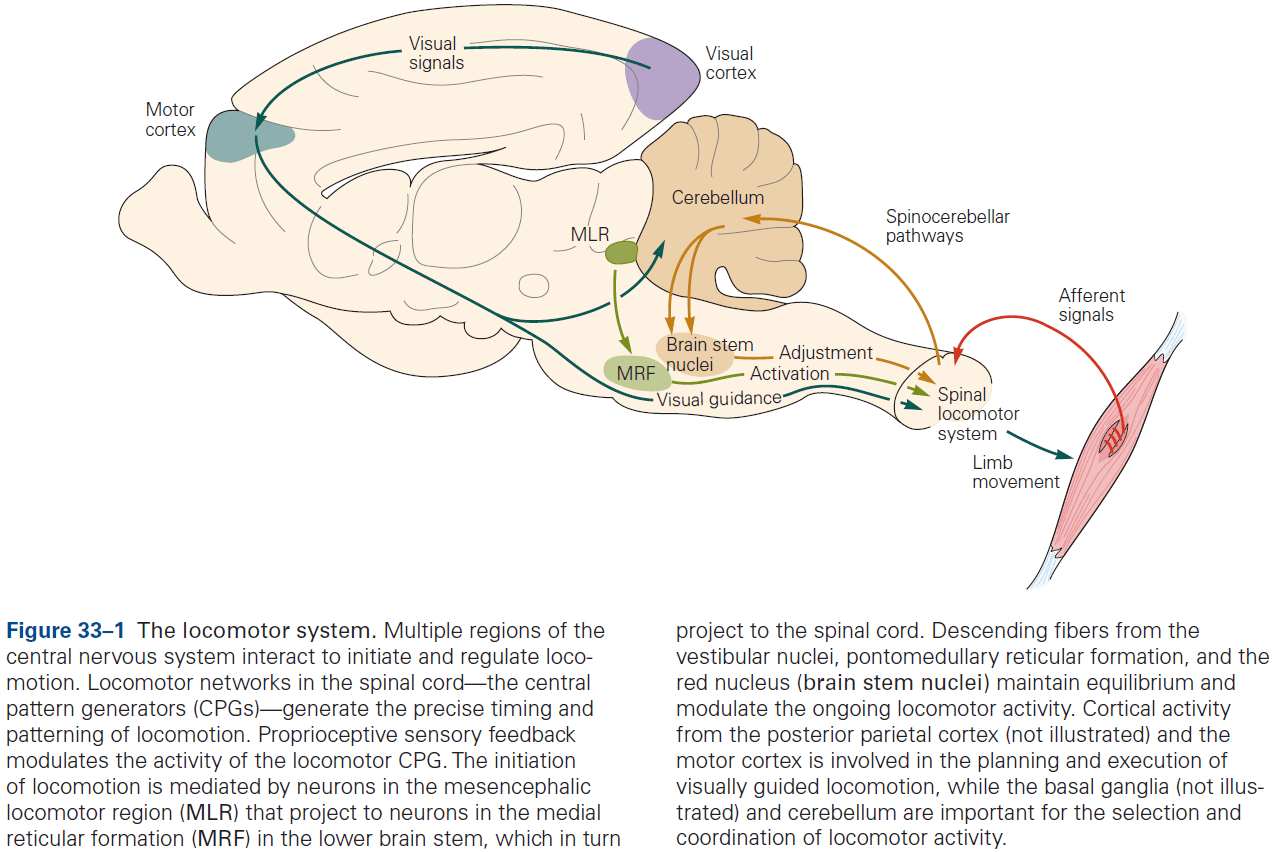 Visual
signals
Visual
cortex
Motor
cortex
Cerebellum
Spinocerebellar
pathways
MLR
Afferent
signals
Brain stem
nuclei
Adjustment
MRF
Activation
Visual guidance
Spinal
locomotor
system
Limb
movement
Figure 33–1 The locomotor system. Multiple regions of the
central nervous system interact to initiate and regulate loco-
motion. Locomotor networks in the spinal cord—the central
pattern generators (CPGs)—generate the precise timing and
patterning of locomotion. Proprioceptive sensory feedback
modulates the activity of the locomotor CPG. The initiation
of locomotion is mediated by neurons in the mesencephalic
locomotor region (MLR) that project to neurons in the medial
reticular formation (MRF) in the lower brain stem, which in turn
project to the spinal cord. Descending fibers from the
vestibular nuclei, pontomedullary reticular formation, and the
red nucleus (brain stem nuclei) maintain equilibrium and
modulate the ongoing locomotor activity. Cortical activity
from the posterior parietal cortex (not illustrated) and the
motor cortex is involved in the planning and execution of
visually guided locomotion, while the basal ganglia (not illus-
trated) and cerebellum are important for the selection and
coordination of locomotor activity.